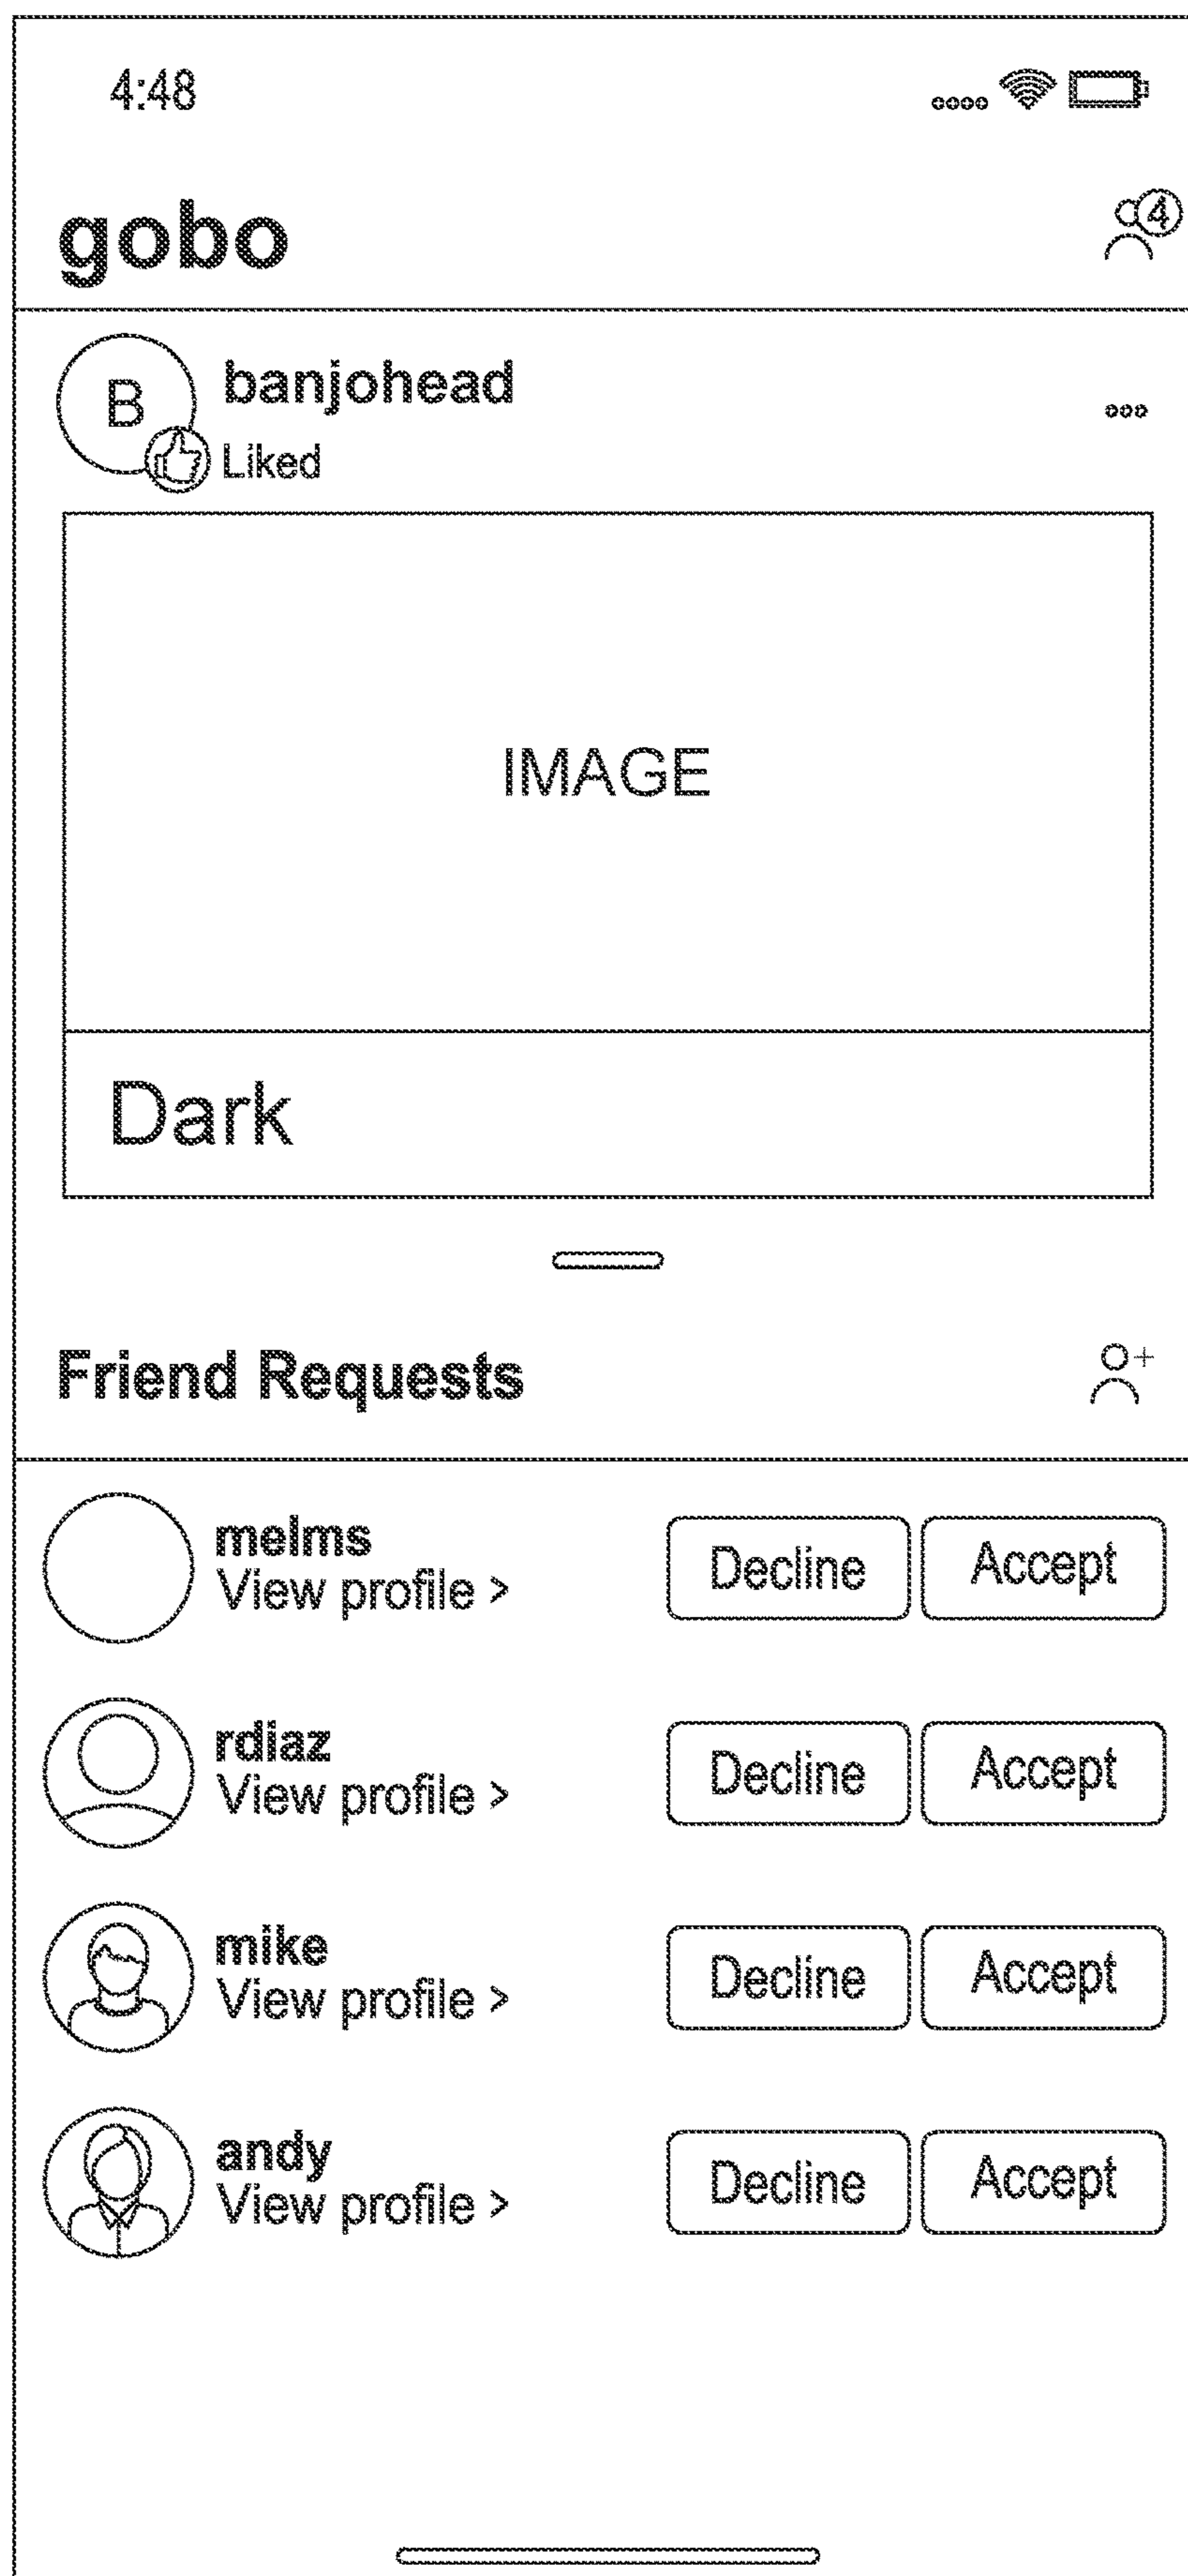 4:48
gobo
4
B
banjohead
Liked
IMAGE
Dark
Friend Requests
melms
View profile >
Decline
Accept
rdiaz
View profile >
Decline
Accept
mike
View profile >
Decline
Accept
andy
View profile >
Decline
Accept